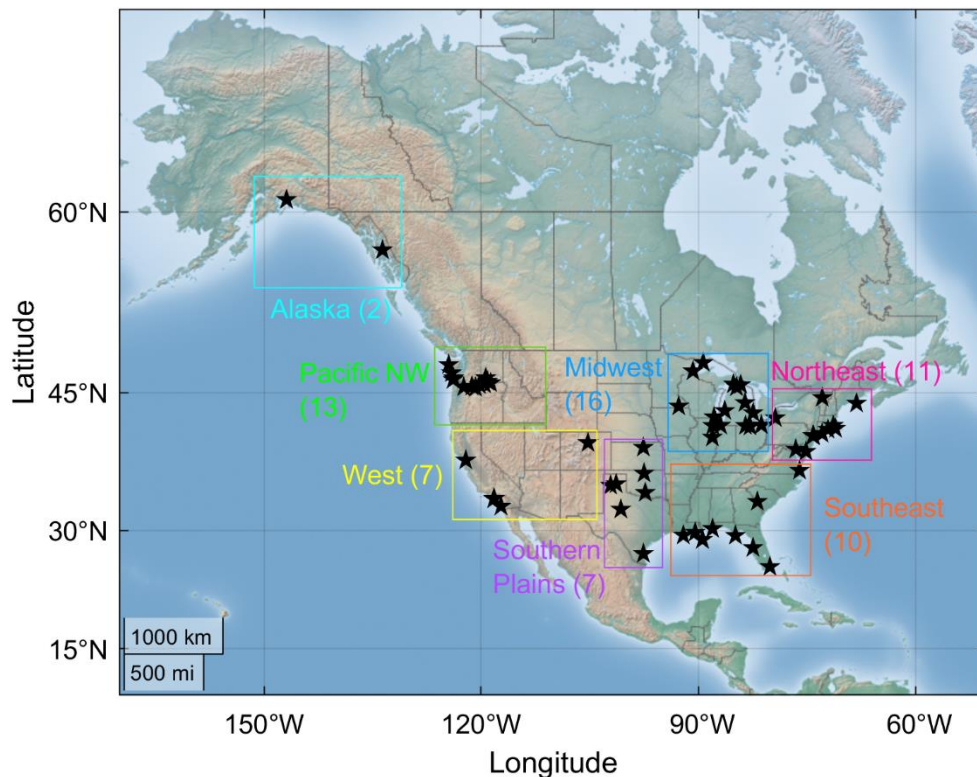 60°N
45°N
30°N
15°N
Latitude
Alaska (2)
Pacific NW
(13)
Midwest
(16)
Northeast (11)
West (7)
Southern
Plains (7)
Southeast
(10)
1000 km
500 mi
150°W
120°W
90°W
60°W
Longitude